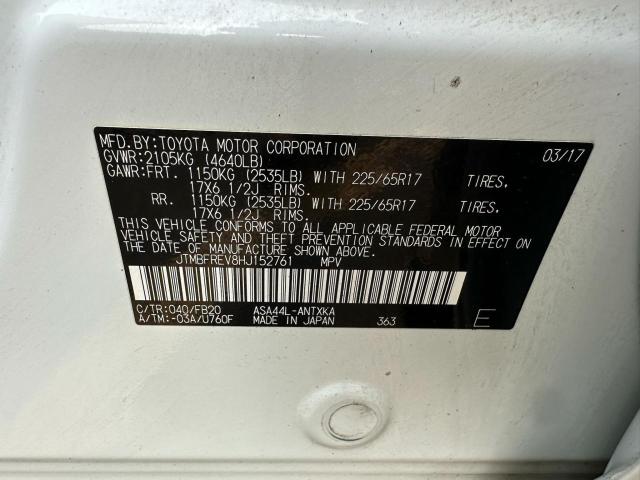 MFD.BY:TOYOTA MOTOR CORPORATION 03/17
GVWR:2105KG (4640LB)
GAWR:FRT. 1150KG (2535LB) WITH 225/65R17 TIRES,
17X6 1/2J RIMS.
RR. 1150KG (2535LB) WITH 225/65R17 TIRES,
17X6 1/2J RIMS.
THIS VEHICLE CONFORMS TO ALL APPLICABLE FEDERAL MOTOR
VEHICLE SAFETY AND THEFT PREVENTION STANDARDS IN EFFECT ON
THE DATE OF MANUFACTURE SHOWN ABOVE.
JTMBFREV8HJ152761 MPV
C/TR:040/FB20 ASA44L-ANTXKA
A/TM:-03A/U760F MADE IN JAPAN 363 E